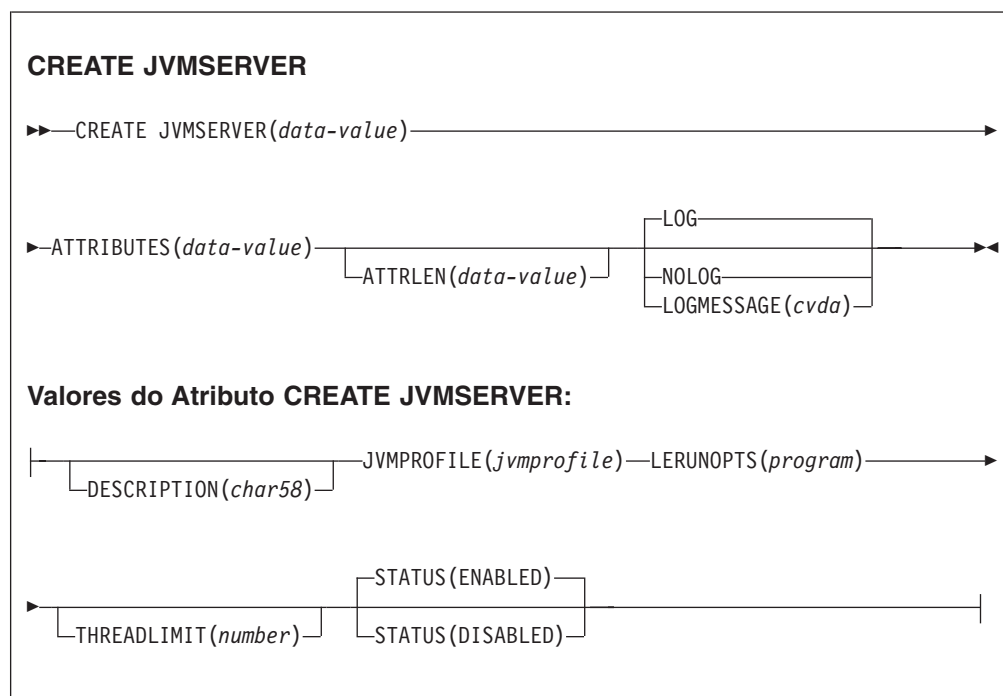 CREATE JVMSERVER
CREATE JVMSERVER(data-value)
LOG
ATTRIBUTES(data-value)
ATTRLEN(data-value)
NOLOG
LOGMESSAGE(cvda)
Valores do Atributo CREATE JVMSERVER:
JVMPROFILE(jvmprofile) LERUNOPTS(program)
DESCRIPTION(char58)
STATUS(ENABLED)
THREADLIMIT(number)
STATUS(DISABLED)